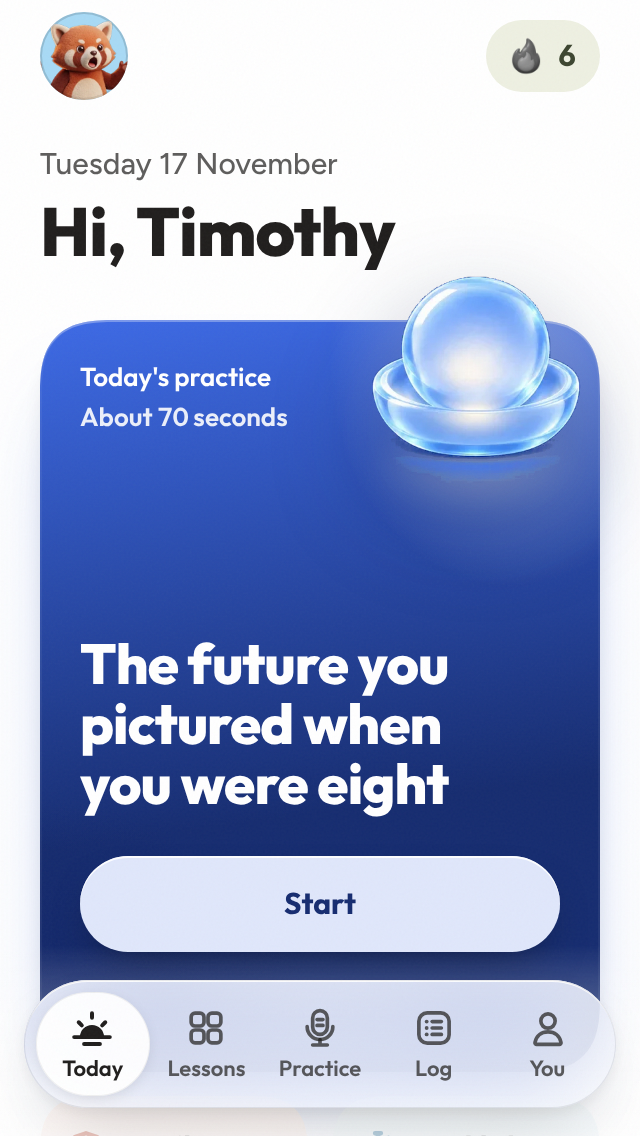 6
Tuesday 17 November
Hi, Timothy
Today's practice
About 70 seconds
The future you
pictured when
you were eight
Start
Today
Lessons
Practice
Log
You